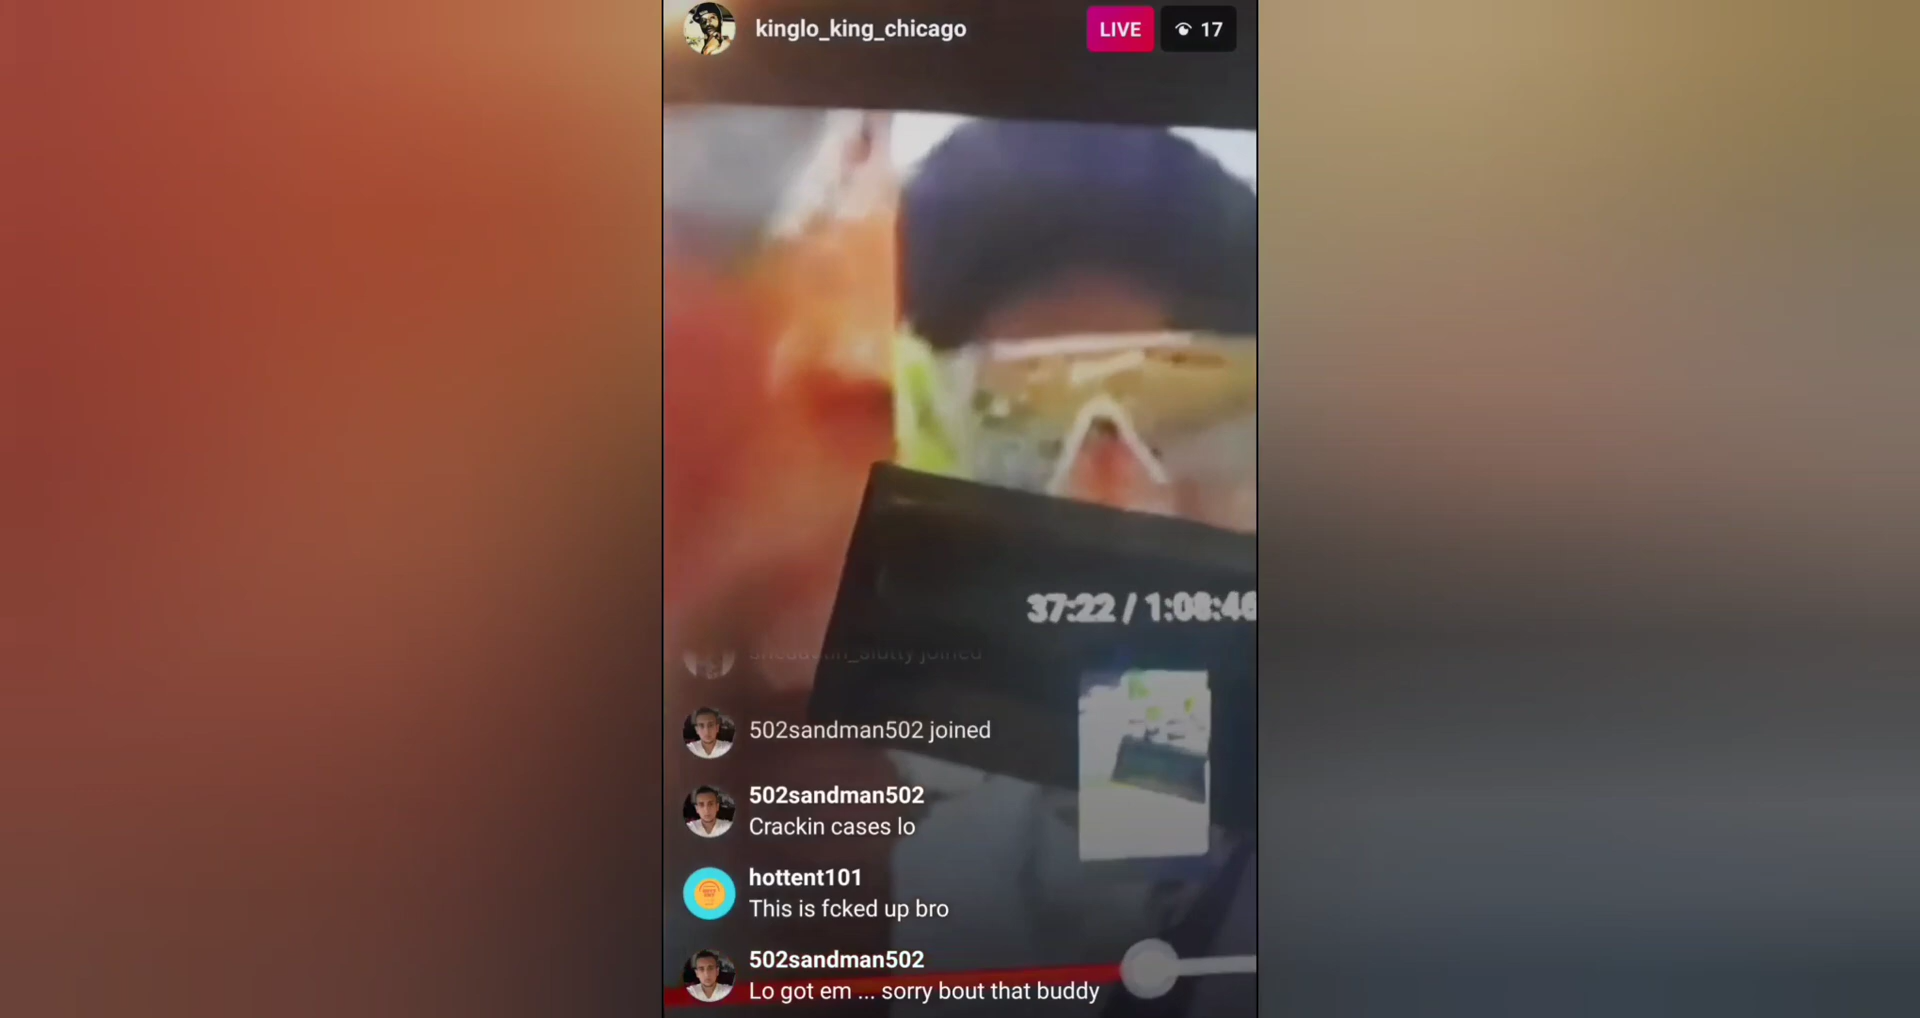 kinglo_king_chicago
LIVE
17
37:22 / 1:08:46
joined
502sandman502 joined
502sandman502
Crackin cases lo
hottent101
This is fcked up bro
502sandman502
Lo got em ... sorry bout that buddy